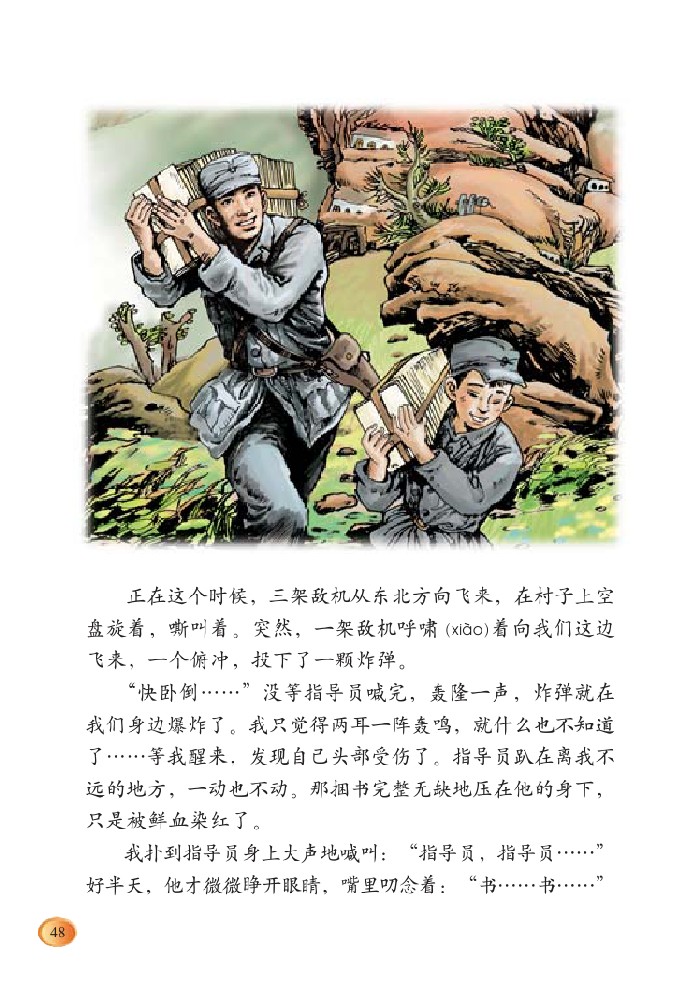 正在这个时候，三架敌机从东北方向飞来，在村子上空
盘旋着，嘶叫着。突然，一架敌机呼啸(xiào)着向我们这边
飞来，一个俯冲，投下了一颗炸弹。
“快卧倒……”没等指导员喊完，轰隆一声，炸弹就在
我们身边爆炸了。我只觉得两耳一阵轰鸣，就什么也不知道
了……等我醒来，发现自己头部受伤了。指导员趴在离我不
远的地方，一动也不动。那捆书完整无缺地压在他的身下，
只是被鲜血染红了。
我扑到指导员身上大声地喊叫：“指导员，指导员……”
好半天，他才微微睁开眼睛，嘴里叨念着：“书……书……”
48